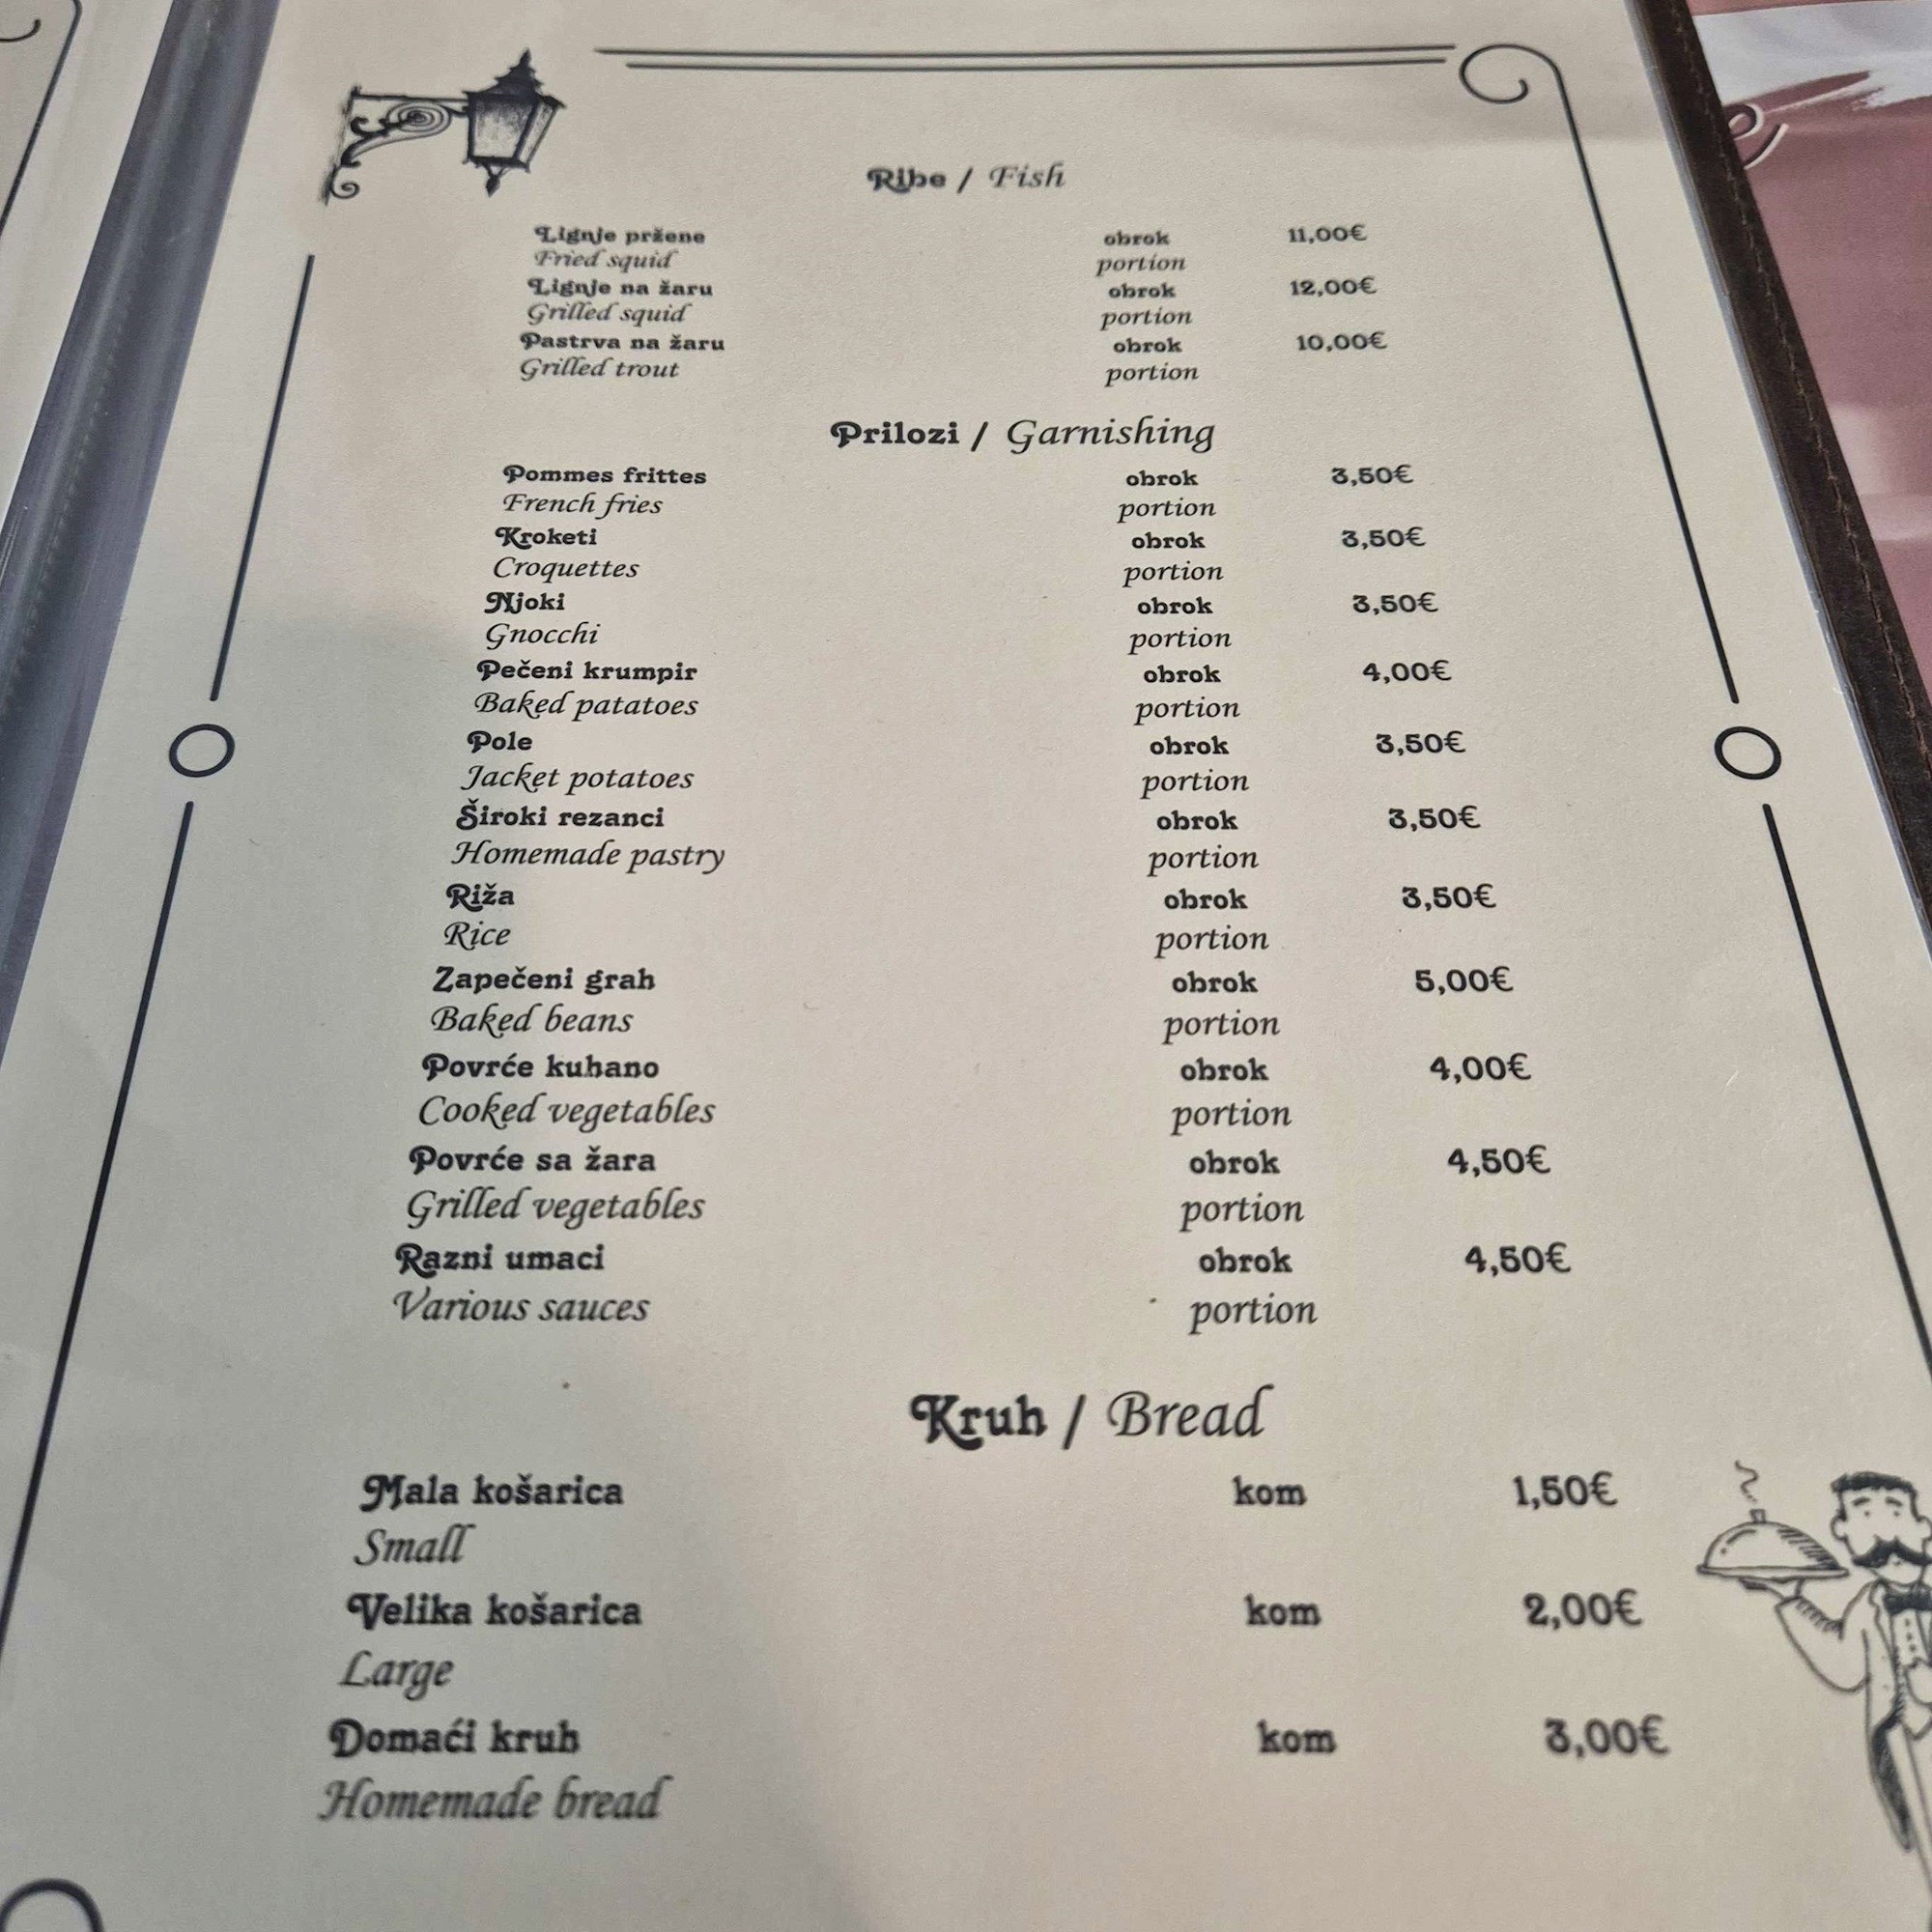 Ribe / Fish
Lignje pržene obrok 11,00€
Fried squid portion
Lignje na žaru obrok 12,00€
Grilled squid portion
Pastrva na žaru obrok 10,00€
Grilled trout portion
Prilozi / Garnishing
Pommes frittes obrok 3,50€
French fries portion
Kroketi obrok 3,50€
Croquettes portion
Njoki obrok 3,50€
Gnocchi portion
Pečeni krumpir obrok 4,00€
Baked patatoes portion
Pole obrok 3,50€
Jacket potatoes portion
Široki rezanci obrok 3,50€
Homemade pastry portion
Riža obrok 3,50€
Rice portion
Zapečeni grah obrok 5,00€
Baked beans portion
Povrće kuhano obrok 4,00€
Cooked vegetables portion
Povrće sa žara obrok 4,50€
Grilled vegetables portion
Razni umaci obrok 4,50€
Various sauces portion
Kruh / Bread
Mala košarica kom 1,50€
Small
Velika košarica kom 2,00€
Large
Domaći kruh kom 3,00€
Homemade bread